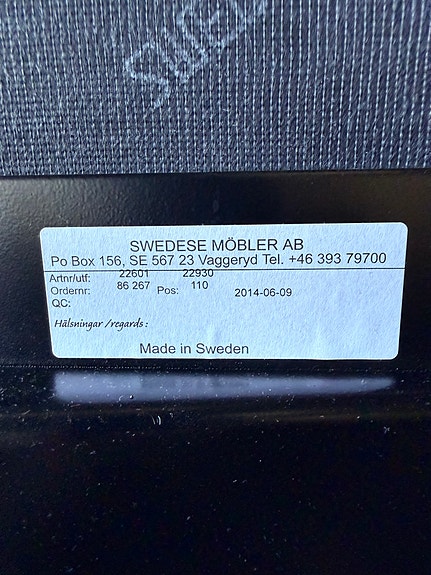 SWEDESE
SWEDESE MÖBLER AB
Po Box 156, SE 567 23 Vaggeryd Tel. +46 393 79700
Artnr/utf: 22601 22930
Ordernr: 86 267 Pos: 110 2014-06-09
QC:
Hälsningar /regards :
Made in Sweden